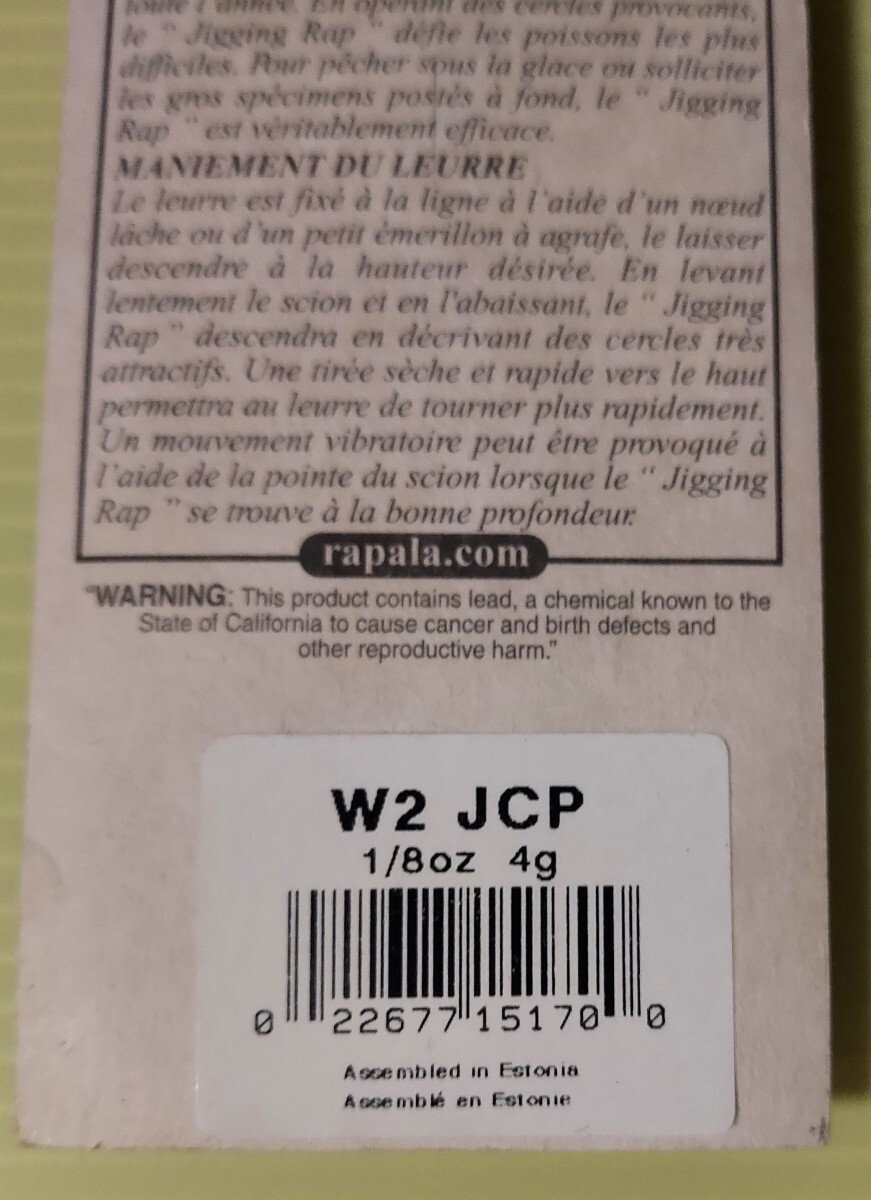 toute l'année. En opérant des cercles provocants,
le " Jigging Rap " défie les poissons les plus
difficiles. Pour pêcher sous la glace ou solliciter
les gros spécimens postés à fond, le " Jigging
Rap " est véritablement efficace.
MANIEMENT DU LEURRE
Le leurre est fixé à la ligne à l'aide d'un nœud
lâche ou d'un petit émerillon à agrafe, le laisser
descendre à la hauteur désirée. En levant
lentement le scion et en l'abaissant, le " Jigging
Rap " descendra en décrivant des cercles très
attractifs. Une tirée sèche et rapide vers le haut
permettra au leurre de tourner plus rapidement.
Un mouvement vibratoire peut être provoqué à
l'aide de la pointe du scion lorsque le " Jigging
Rap " se trouve à la bonne profondeur.
rapala.com
"WARNING: This product contains lead, a chemical known to the
State of California to cause cancer and birth defects and
other reproductive harm."
W2 JCP
1/8oz 4g
0 22677 15170 0
Assembled in Estonia
Assemblé en Estonie